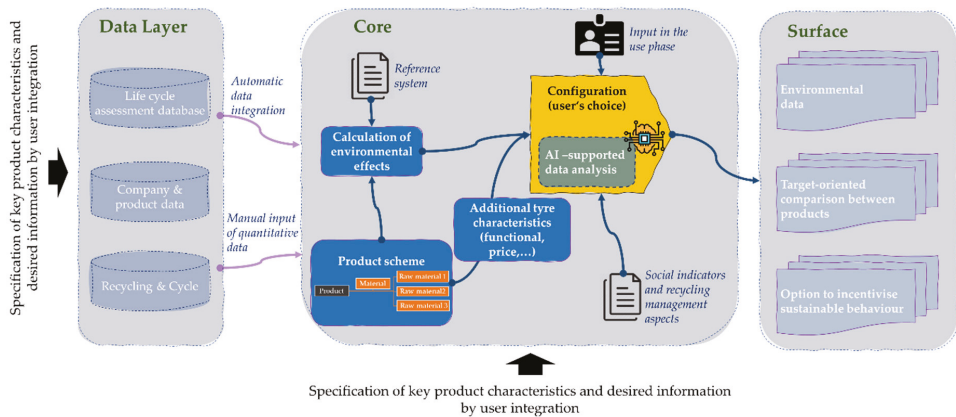 Specification of key product characteristics and
desired information by user integration
Data Layer
Life cycle
assessment database
Company &
product data
Recycling & Cycle
Automatic
data
integration
Manual input
of quantitative
data
Core
Reference
system
Calculation of
environmental
effects
Product scheme
Product
Material
Raw material 1
Raw material2
Raw material 3
Additional tyre
characteristics
(functional,
price,...)
Input in the
use phase
Configuration
(user's choice)
AI –supported
data analysis
Social indicators
and recycling
management
aspects
Surface
Environmental
data
Target-oriented
comparison between
products
Option to incentivise
sustainable behaviour
Specification of key product characteristics and desired information
by user integration